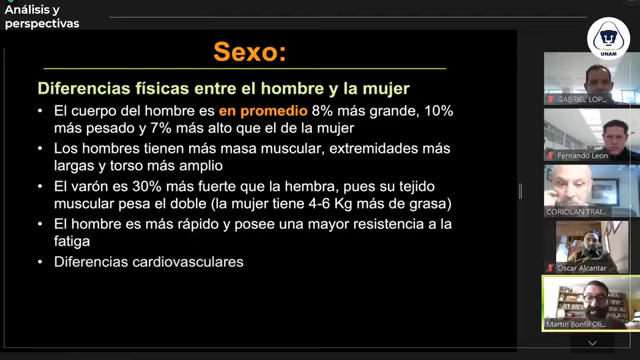 Análisis y
perspectivas
Sexo:
Diferencias físicas entre el hombre y la mujer
• El cuerpo del hombre es en promedio 8% más grande, 10%
más pesado y 7% más alto que el de la mujer
• Los hombres tienen más masa muscular, extremidades más
largas y torso más amplio
• El varón es 30% más fuerte que la hembra, pues su tejido
muscular pesa el doble (la mujer tiene 4-6 Kg más de grasa)
• El hombre es más rápido y posee una mayor resistencia a la
fatiga
• Diferencias cardiovasculares
UNAM
GABRIEL LOP...
Fernando Leon
CORIOLAN TRAI...
Oscar Alcantar
Martín Bonfil Oli...